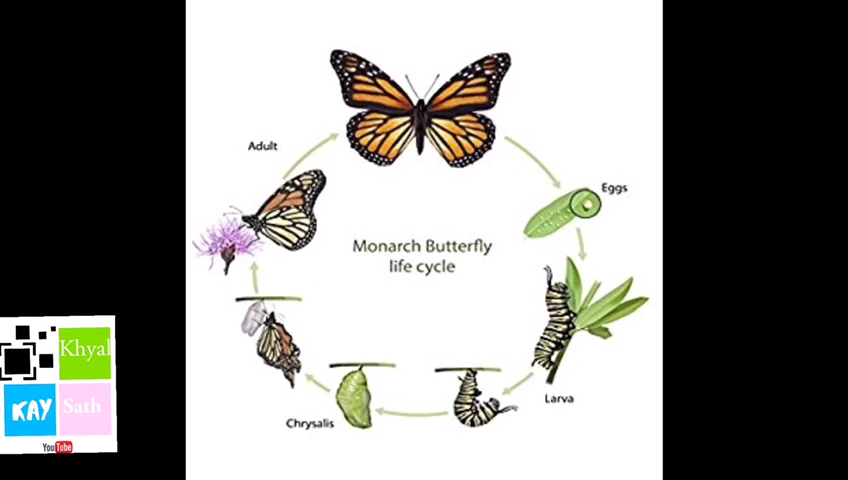 Adult
Eggs
Monarch Butterfly
life cycle
Larva
Chrysalis
Khyal
KAY
Sath
YouTube